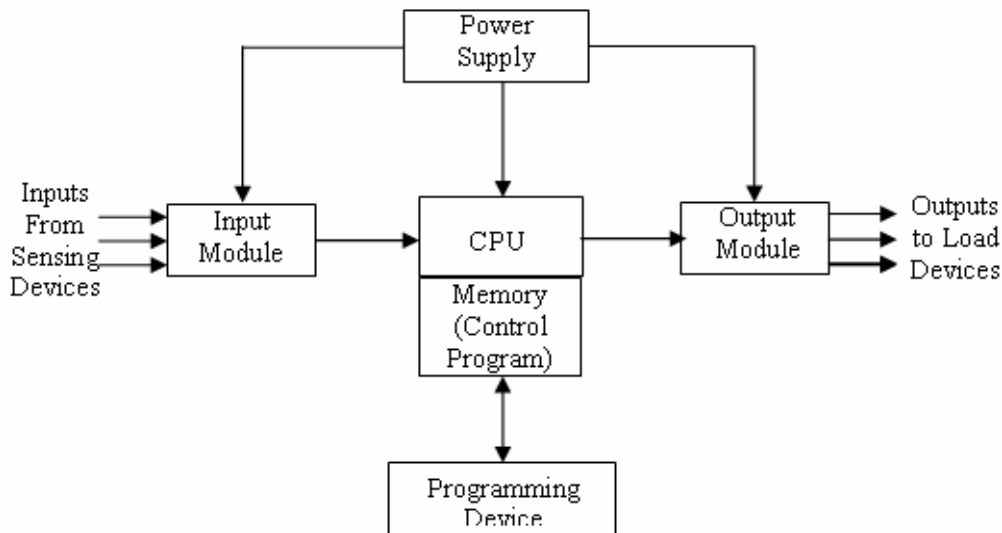 Power
Supply
Inputs
From
Sensing
Devices
Input
Module
CPU
Memory
(Control
Program)
Output
Module
Outputs
to Load
Devices
Programming
Device